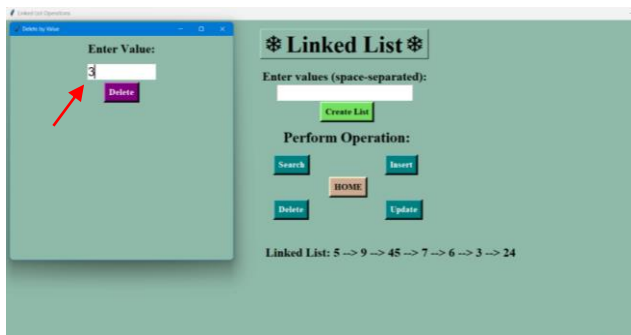 Linked List Operations
Delete by Value
Enter Value:
3
Delete
❄ Linked List ❄
Enter values (space-separated):
Create List
Perform Operation:
Search
Insert
HOME
Delete
Update
Linked List: 5 --> 9 --> 45 --> 7 --> 6 --> 3 --> 24